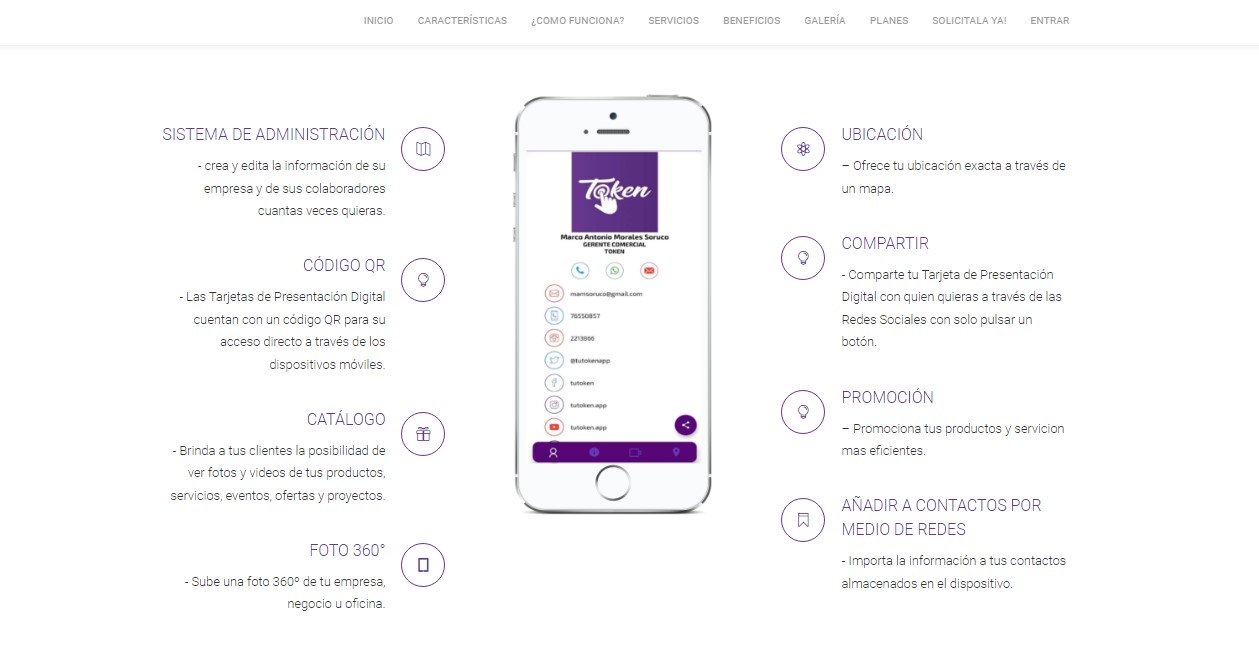 INICIO CARACTERÍSTICAS ¿COMO FUNCIONA? SERVICIOS BENEFICIOS GALERÍA PLANES SOLICITALA YA! ENTRAR
SISTEMA DE ADMINISTRACIÓN
- crea y edita la información de su
empresa y de sus colaboradores
cuantas veces quieras.
CÓDIGO QR
- Las Tarjetas de Presentación Digital
cuentan con un código QR para su
acceso directo a través de los
dispositivos móviles.
CATÁLOGO
- Brinda a tus clientes la posibilidad de
ver fotos y videos de tus productos,
servicios, eventos, ofertas y proyectos.
FOTO 360°
- Sube una foto 360º de tu empresa,
negocio u oficina.
Token
Marco Antonio Morales Soruco
GERENTE COMERCIAL
TOKEN
mamsoruco@gmail.com
76550857
2213886
@tutokenapp
tutoken
tutoken.app
tutoken.app
UBICACIÓN
– Ofrece tu ubicación exacta a través de
un mapa.
COMPARTIR
- Comparte tu Tarjeta de Presentación
Digital con quien quieras a través de las
Redes Sociales con solo pulsar un
botón.
PROMOCIÓN
– Promociona tus productos y servicion
mas eficientes.
AÑADIR A CONTACTOS POR
MEDIO DE REDES
- Importa la información a tus contactos
almacenados en el dispositivo.